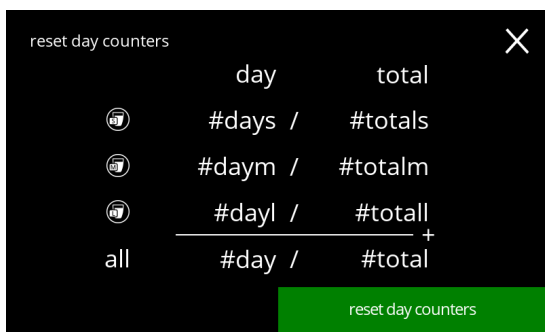 reset day counters
day total
S #days / #totals
M #daym / #totalm
L #dayl / #totall
+
all #day / #total
reset day counters